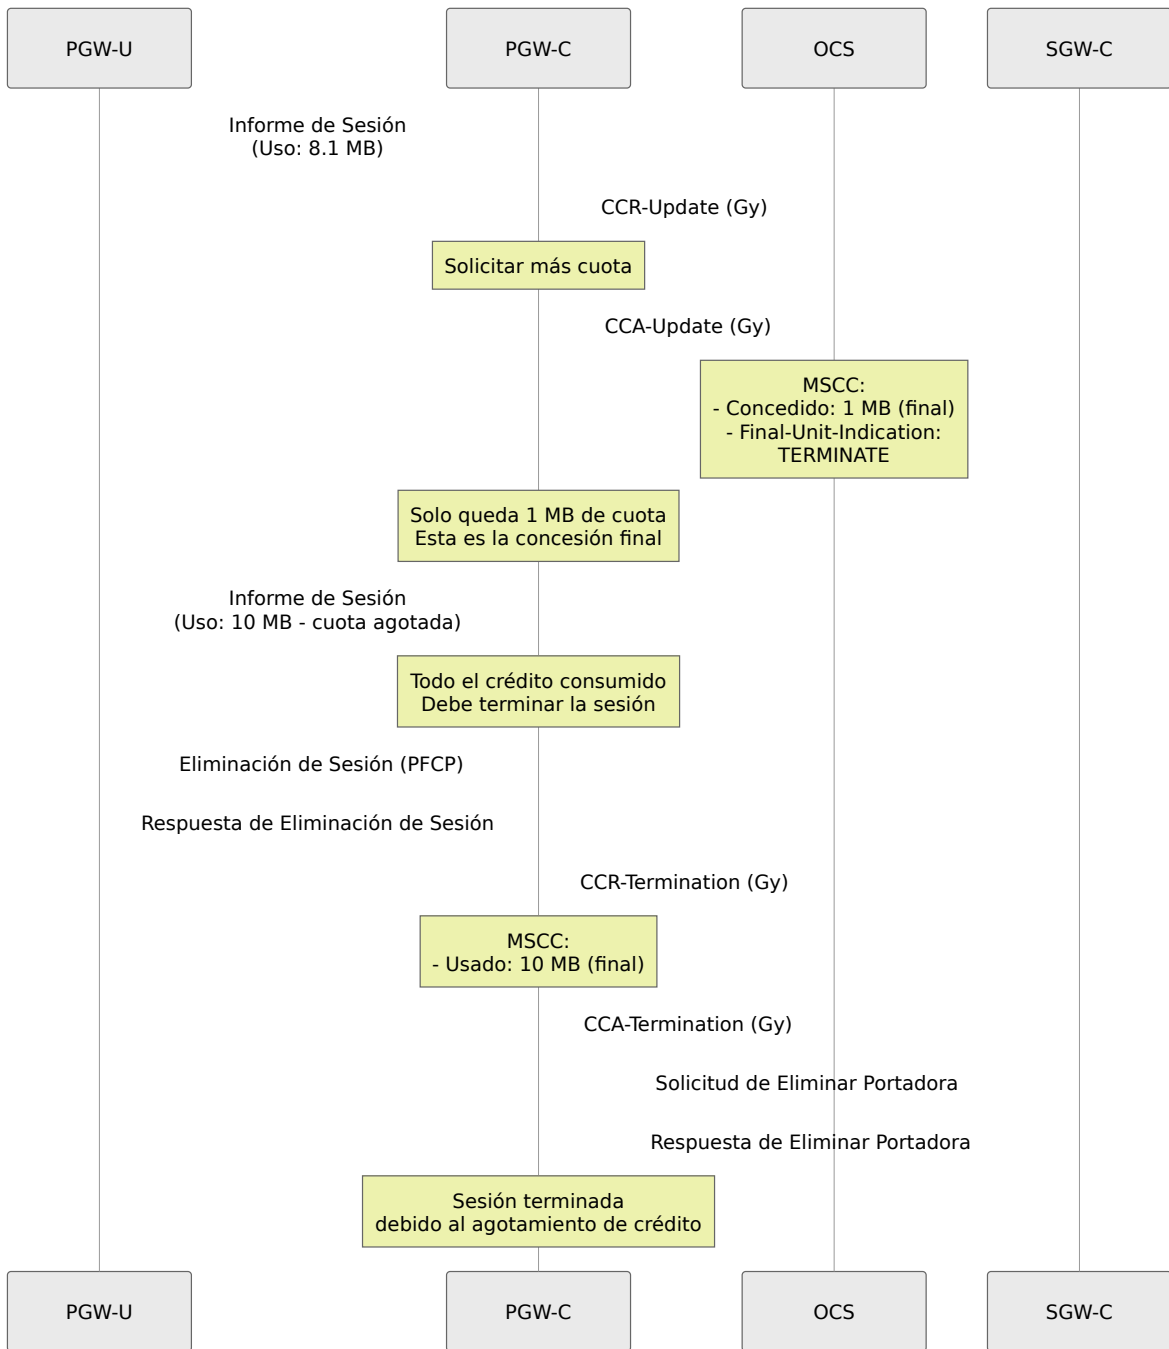 PGW-U
PGW-C
OCS
SGW-C
Informe de Sesión
(Uso: 8.1 MB)
CCR-Update (Gy)
Solicitar más cuota
CCA-Update (Gy)
MSCC:
- Concedido: 1 MB (final)
- Final-Unit-Indication:
TERMINATE
Solo queda 1 MB de cuota
Esta es la concesión final
Informe de Sesión
(Uso: 10 MB - cuota agotada)
Todo el crédito consumido
Debe terminar la sesión
Eliminación de Sesión (PFCP)
Respuesta de Eliminación de Sesión
CCR-Termination (Gy)
MSCC:
- Usado: 10 MB (final)
CCA-Termination (Gy)
Solicitud de Eliminar Portadora
Respuesta de Eliminar Portadora
Sesión terminada
debido al agotamiento de crédito
PGW-U
PGW-C
OCS
SGW-C